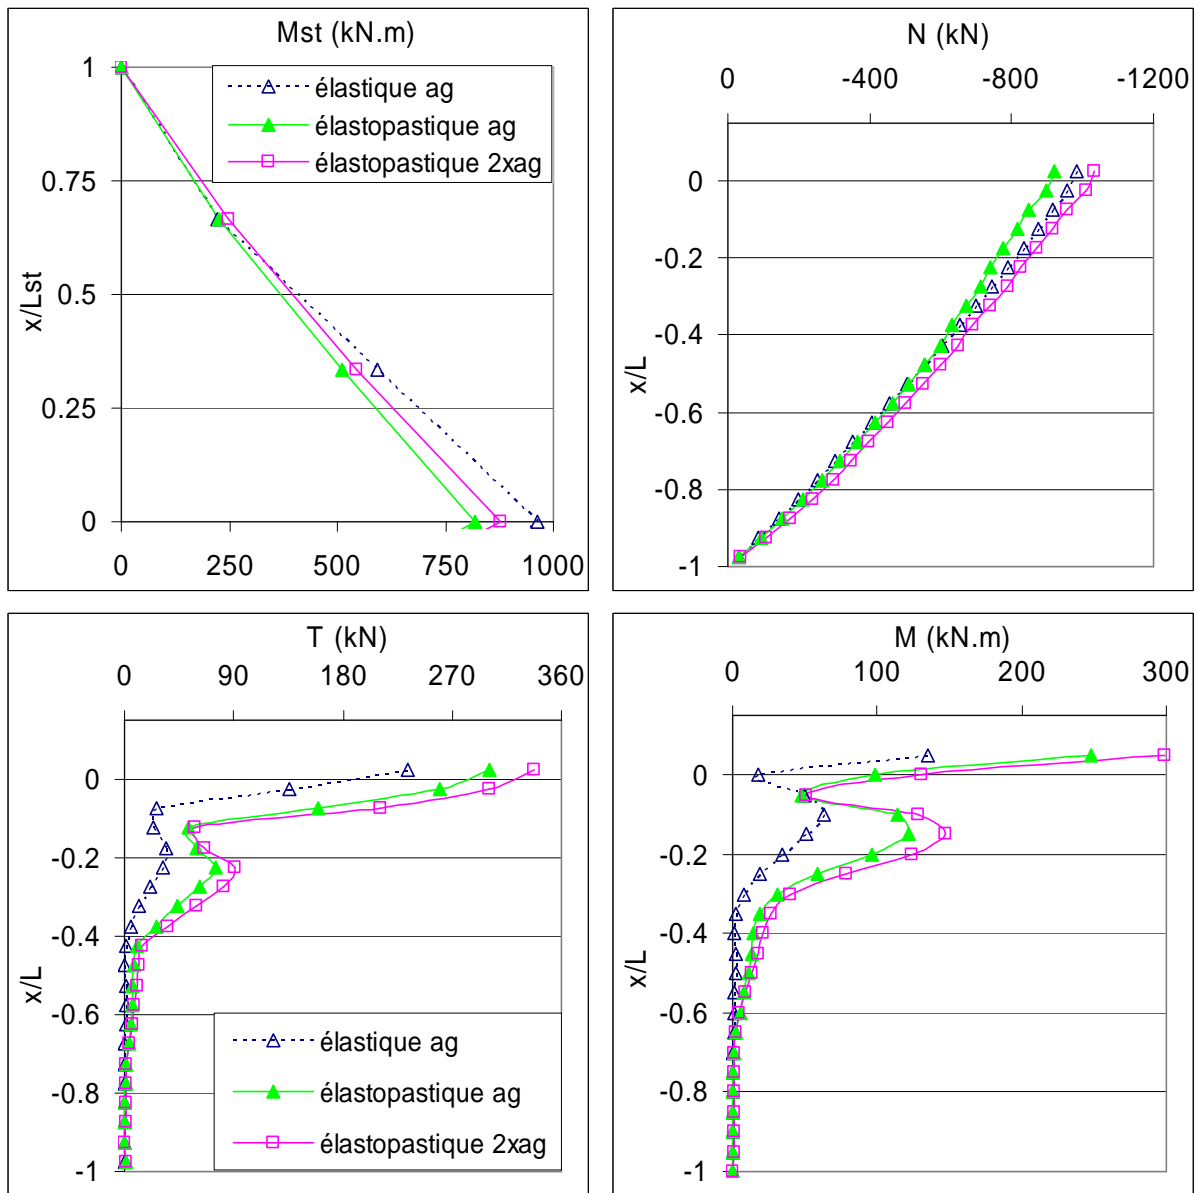 Mst (kN.m)
1
0.75
0.5
0.25
0
x/Lst
élastique ag
élastopastique ag
élastopastique 2xag
0 250 500 750 1000
N (kN)
0 -400 -800 -1200
0
-0.2
-0.4
-0.6
-0.8
-1
x/L
T (kN)
0 90 180 270 360
0
-0.2
-0.4
-0.6
-0.8
-1
x/L
élastique ag
élastopastique ag
élastopastique 2xag
M (kN.m)
0 100 200 300
0
-0.2
-0.4
-0.6
-0.8
-1
x/L